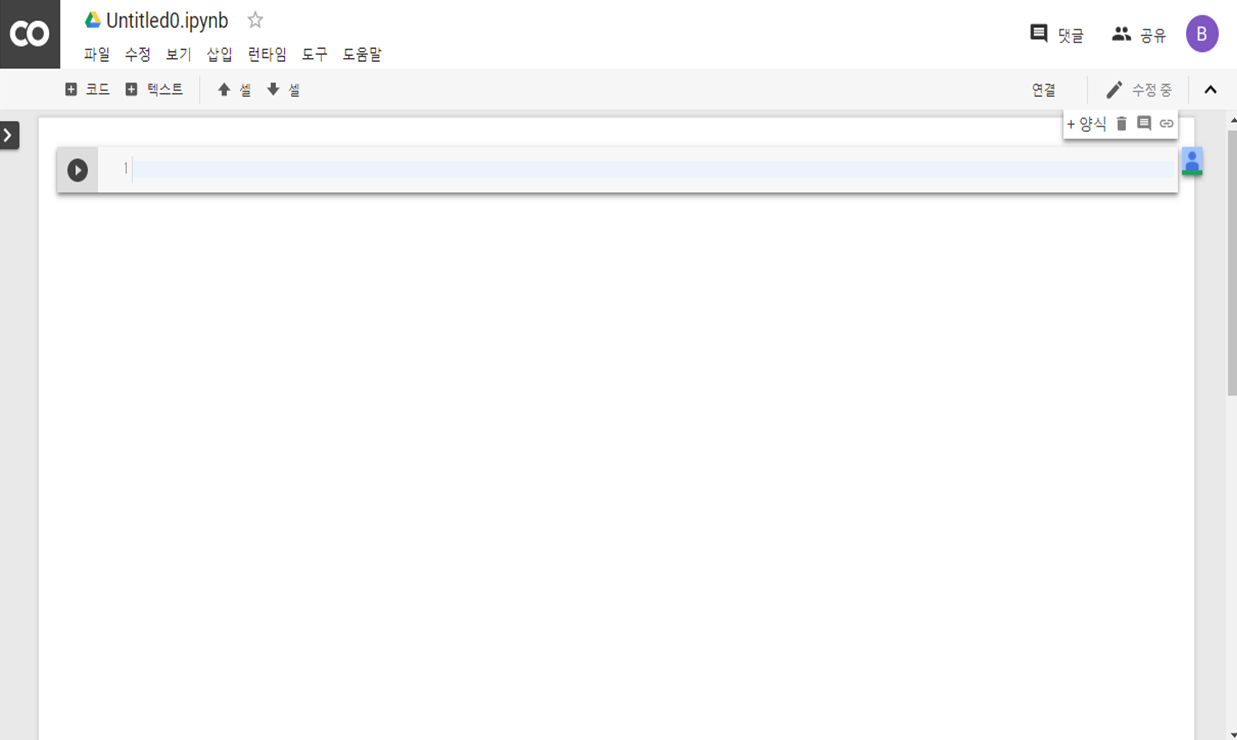 CO
Untitled0.ipynb
파일 수정 보기 삽입 런타임 도구 도움말
댓글 공유 B
코드 텍스트 셀 셀
연결 수정 중
+ 양식
1